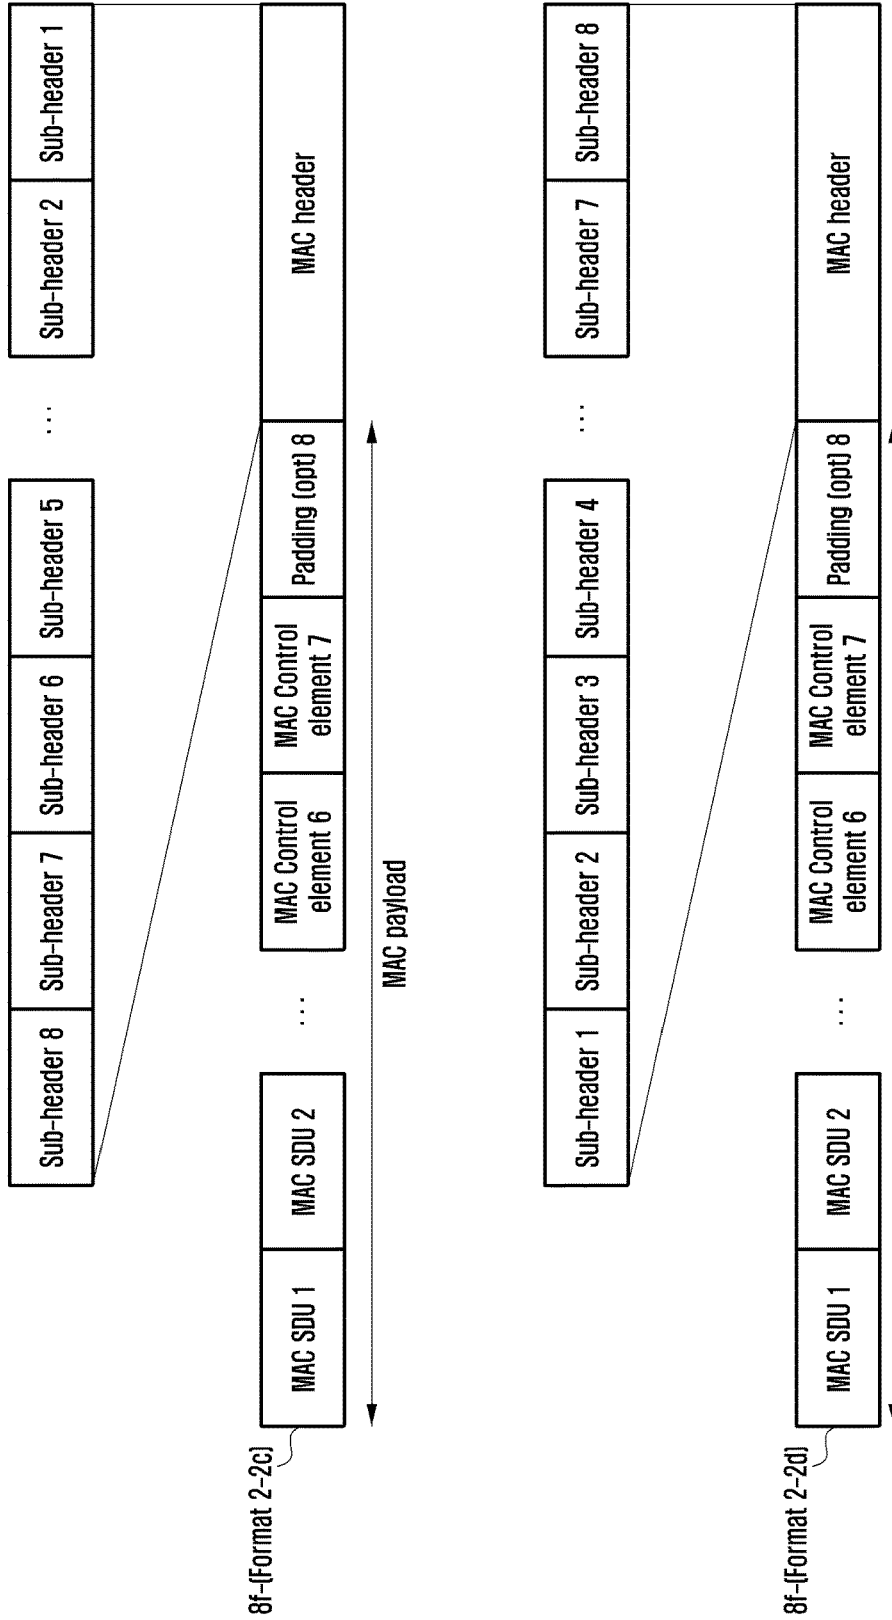 Sub-header 8
Sub-header 7
Sub-header 6
Sub-header 5
...
Sub-header 2
Sub-header 1
8f-(Format 2-2c)
MAC SDU 1
MAC SDU 2
...
MAC Control
element 6
MAC Control
element 7
Padding (opt) 8
MAC header
MAC payload
Sub-header 1
Sub-header 2
Sub-header 3
Sub-header 4
...
Sub-header 7
Sub-header 8
8f-(Format 2-2d)
MAC SDU 1
MAC SDU 2
...
MAC Control
element 6
MAC Control
element 7
Padding (opt) 8
MAC header